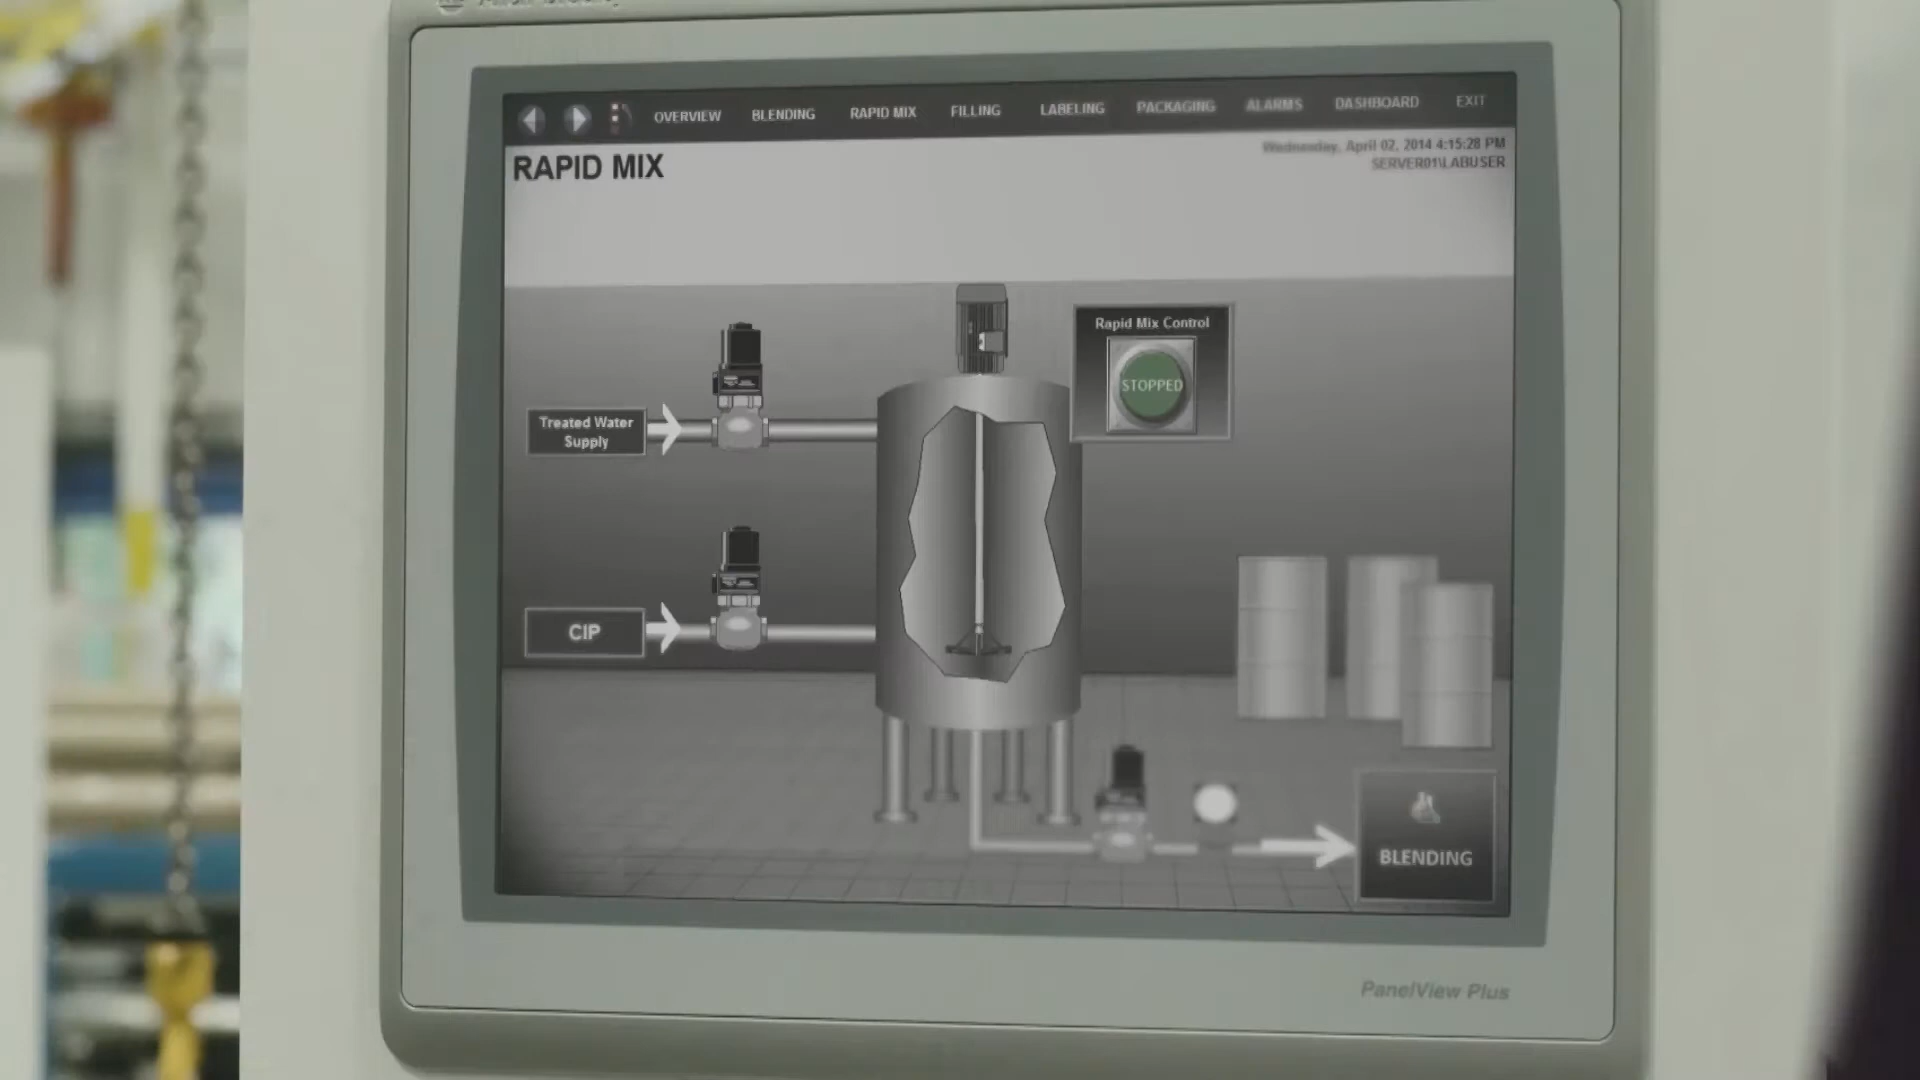 OVERVIEW BLENDING RAPID MIX FILLING LABELING PACKAGING ALARMS DASHBOARD EXIT
RAPID MIX
Wednesday, April 02, 2014 4:15:28 PM
SERVER01\LABUSER
Rapid Mix Control
STOPPED
Treated Water
Supply
CIP
BLENDING
PanelView Plus